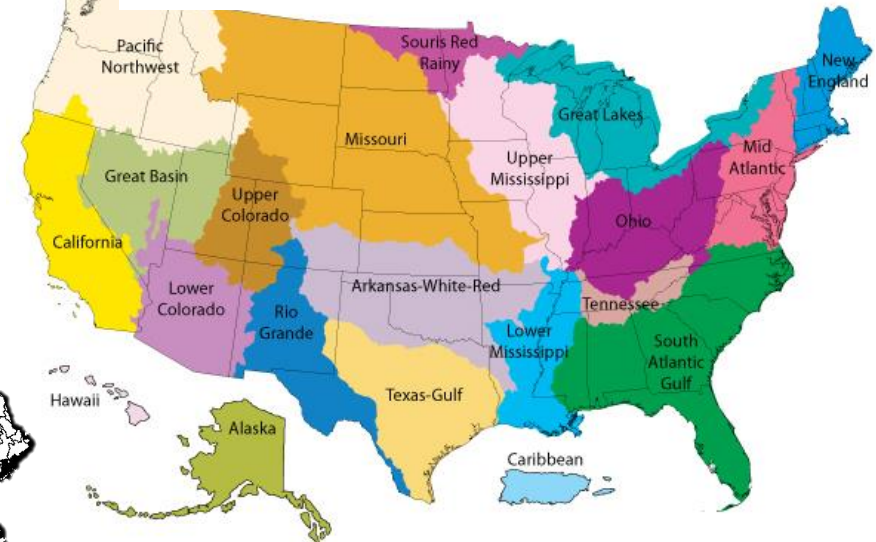 Pacific
Northwest
Souris Red
Rainy
New
England
Great Lakes
Missouri
Mid
Atlantic
Upper
Mississippi
Great Basin
Upper
Colorado
Ohio
California
Lower
Colorado
Arkansas-White-Red
Tennessee
Rio
Grande
Lower
Mississippi
South
Atlantic
Gulf
Texas-Gulf
Hawaii
Alaska
Caribbean